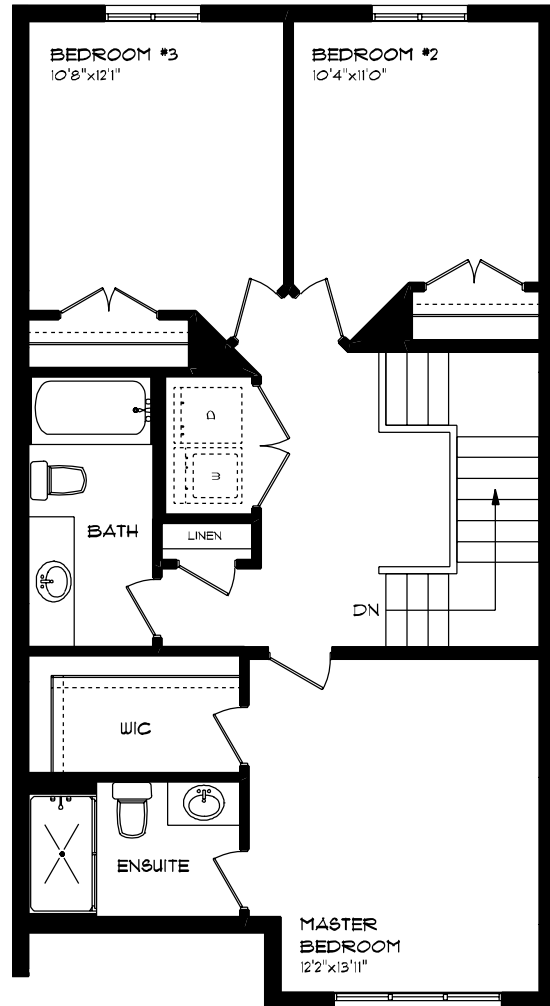 BEDROOM #3
10'8"x12'1"
BEDROOM #2
10'4"x11'0"
D
W
BATH
LINEN
DN
WIC
ENSUITE
MASTER
BEDROOM
12'2"x13'11"